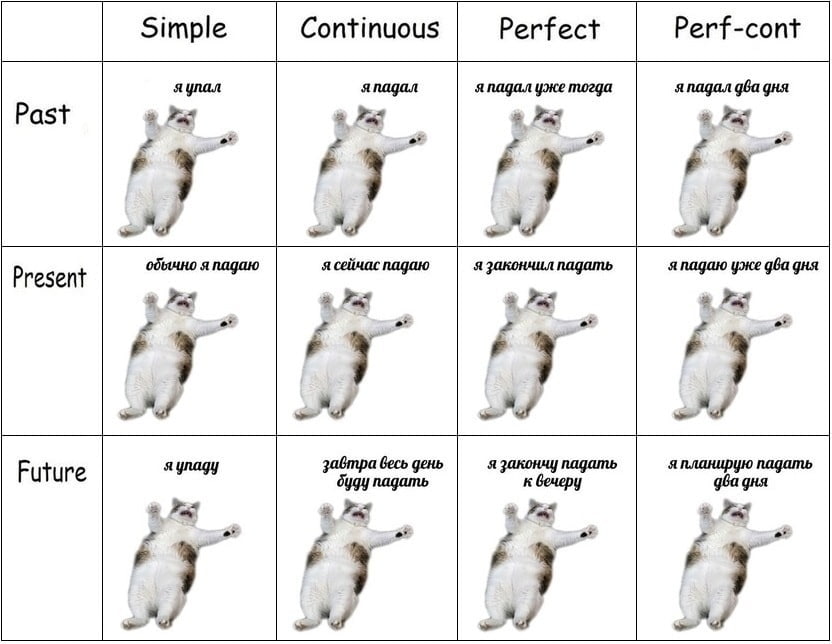 Simple Continuous Perfect Perf-cont
Past
я упал
я падал
я падал уже тогда
я падал два дня
Present
обычно я падаю
я сейчас падаю
я закончил падать
я падаю уже два дня
Future
я упаду
завтра весь день
буду падать
я закончу падать
к вечеру
я планирую падать
два дня